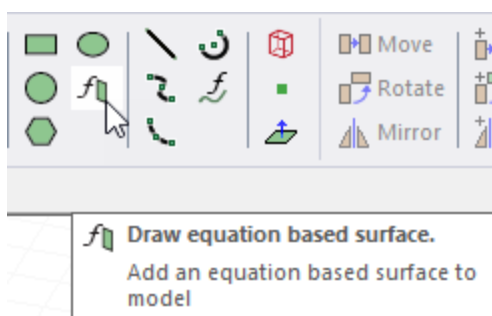 Move
Rotate
Mirror
Draw equation based surface.
Add an equation based surface to
model